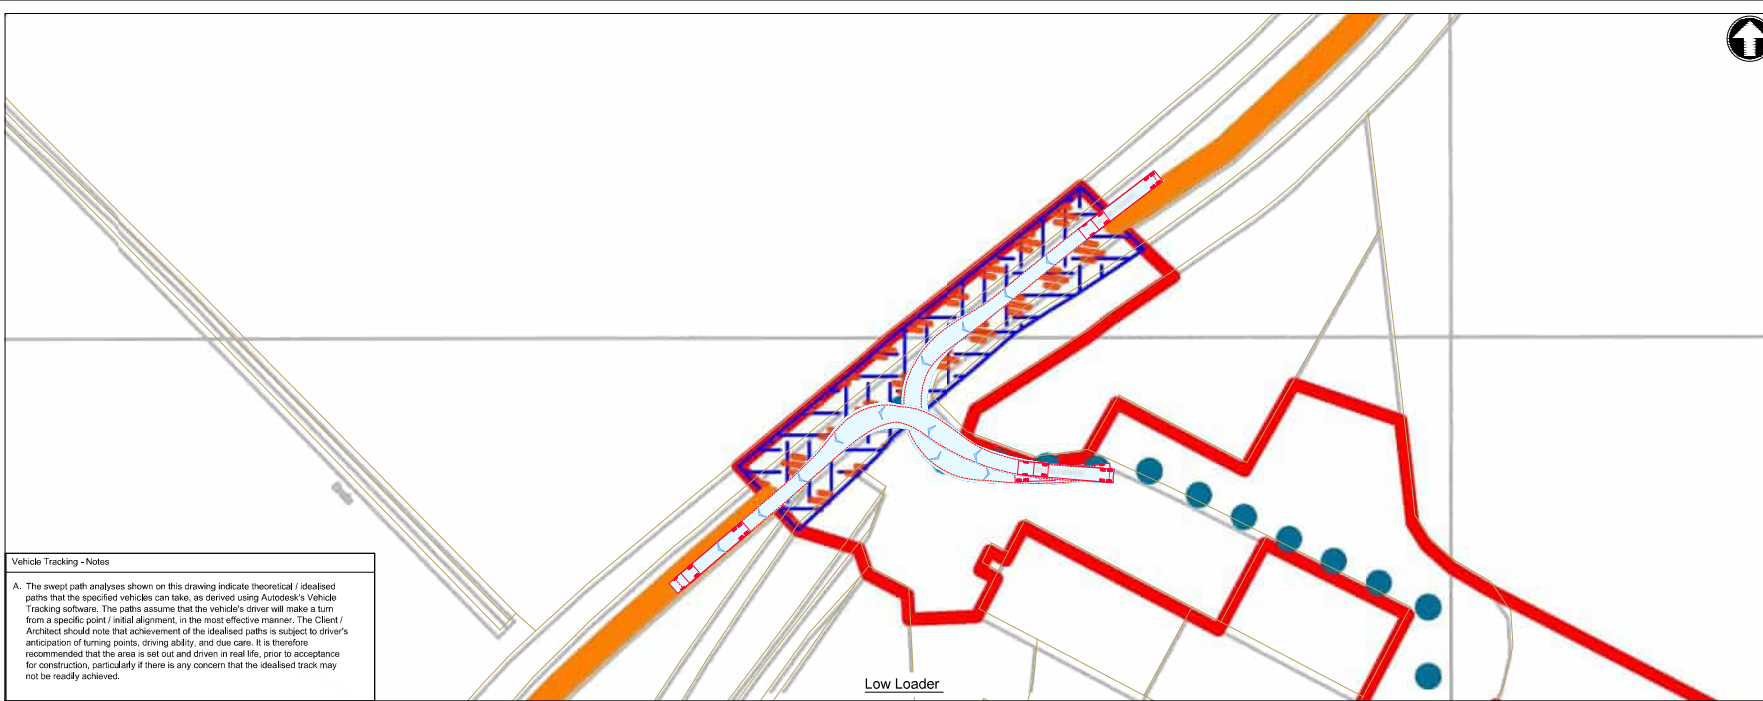 Vehicle Tracking - Notes
A. The swept path analyses shown on this drawing indicate theoretical / idealised
paths that the specified vehicles can take, as derived using Autodesk's Vehicle
Tracking software. The paths assume that the vehicle's driver will make a turn
from a specific point / initial alignment, in the most effective manner. The Client /
Architect should note that achievement of the idealised paths is subject to driver's
anticipation of turning points, driving ability, and due care. It is therefore
recommended that the area is set out and driven in real life, prior to acceptance
for construction, particularly if there is any concern that the idealised track may
not be readily achieved.
Low Loader